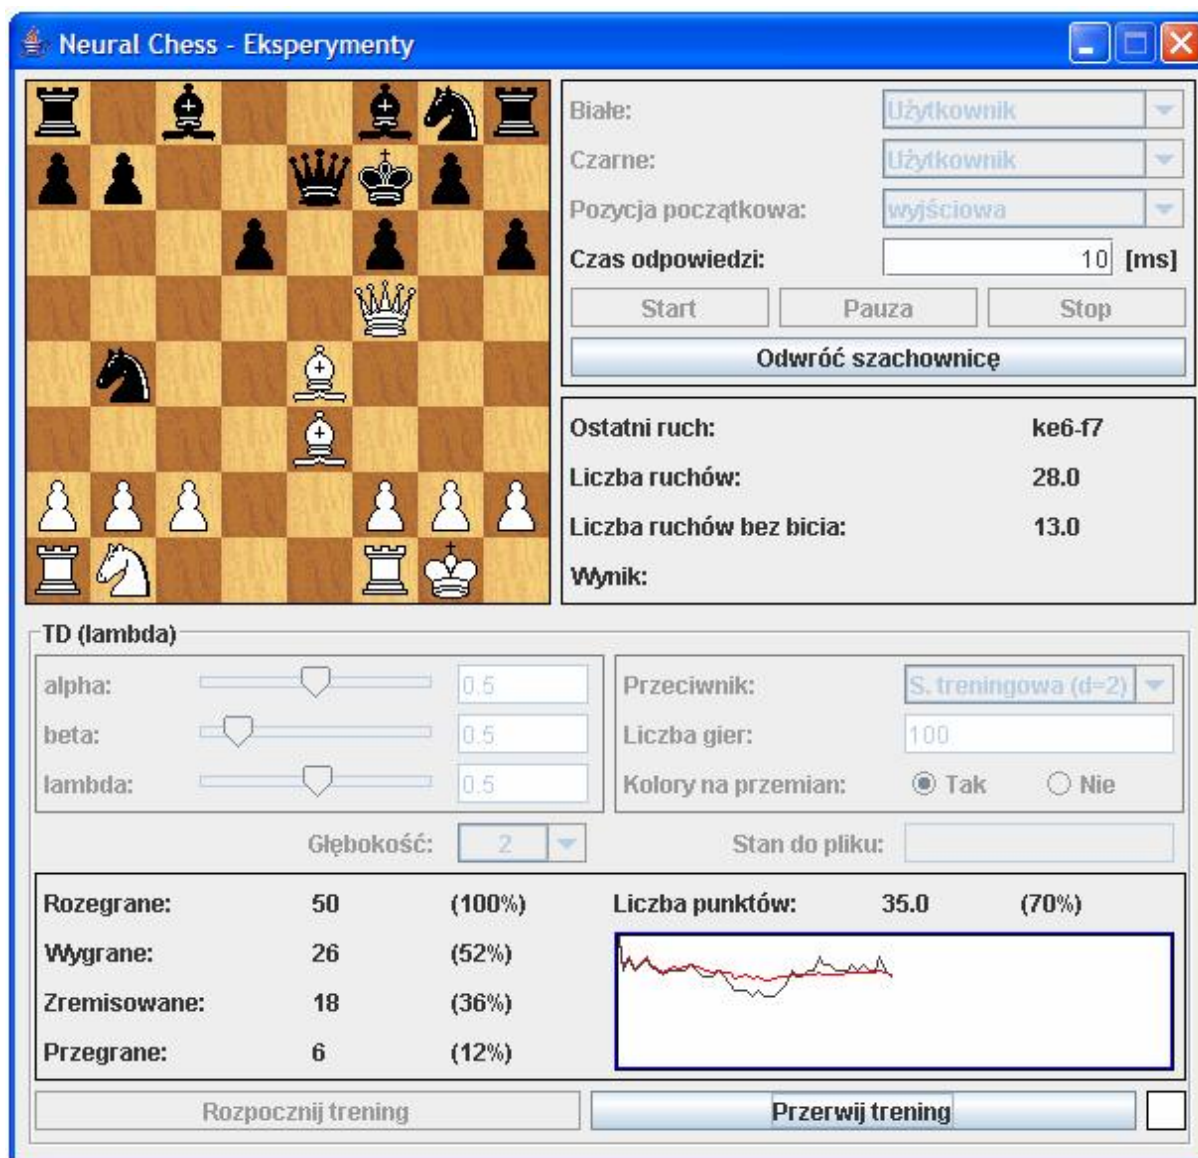 Neural Chess - Eksperymenty
Białe: Użytkownik
Czarne: Użytkownik
Pozycja początkowa: wyjściowa
Czas odpowiedzi: 10 [ms]
Start Pauza Stop
Odwróć szachownicę
Ostatni ruch: ke6-f7
Liczba ruchów: 28.0
Liczba ruchów bez bicia: 13.0
Wynik:
TD (lambda)
alpha: 0.5
beta: 0.5
lambda: 0.5
Przeciwnik: S. treningowa (d=2)
Liczba gier: 100
Kolory na przemian: Tak Nie
Głębokość: 2 Stan do pliku:
Rozegrane: 50 (100%)
Wygrane: 26 (52%)
Zremisowane: 18 (36%)
Przegrane: 6 (12%)
Liczba punktów: 35.0 (70%)
Rozpocznij trening Przerwij trening